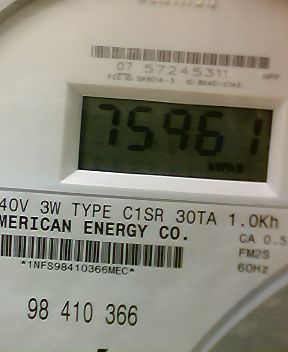 07 57245311
75961
kWh
40V 3W TYPE C1SR 30TA 1.0Kh
MERICAN ENERGY CO.
CA 0.5
FM2S
60Hz
*1NFS98410366MEC*
98 410 366